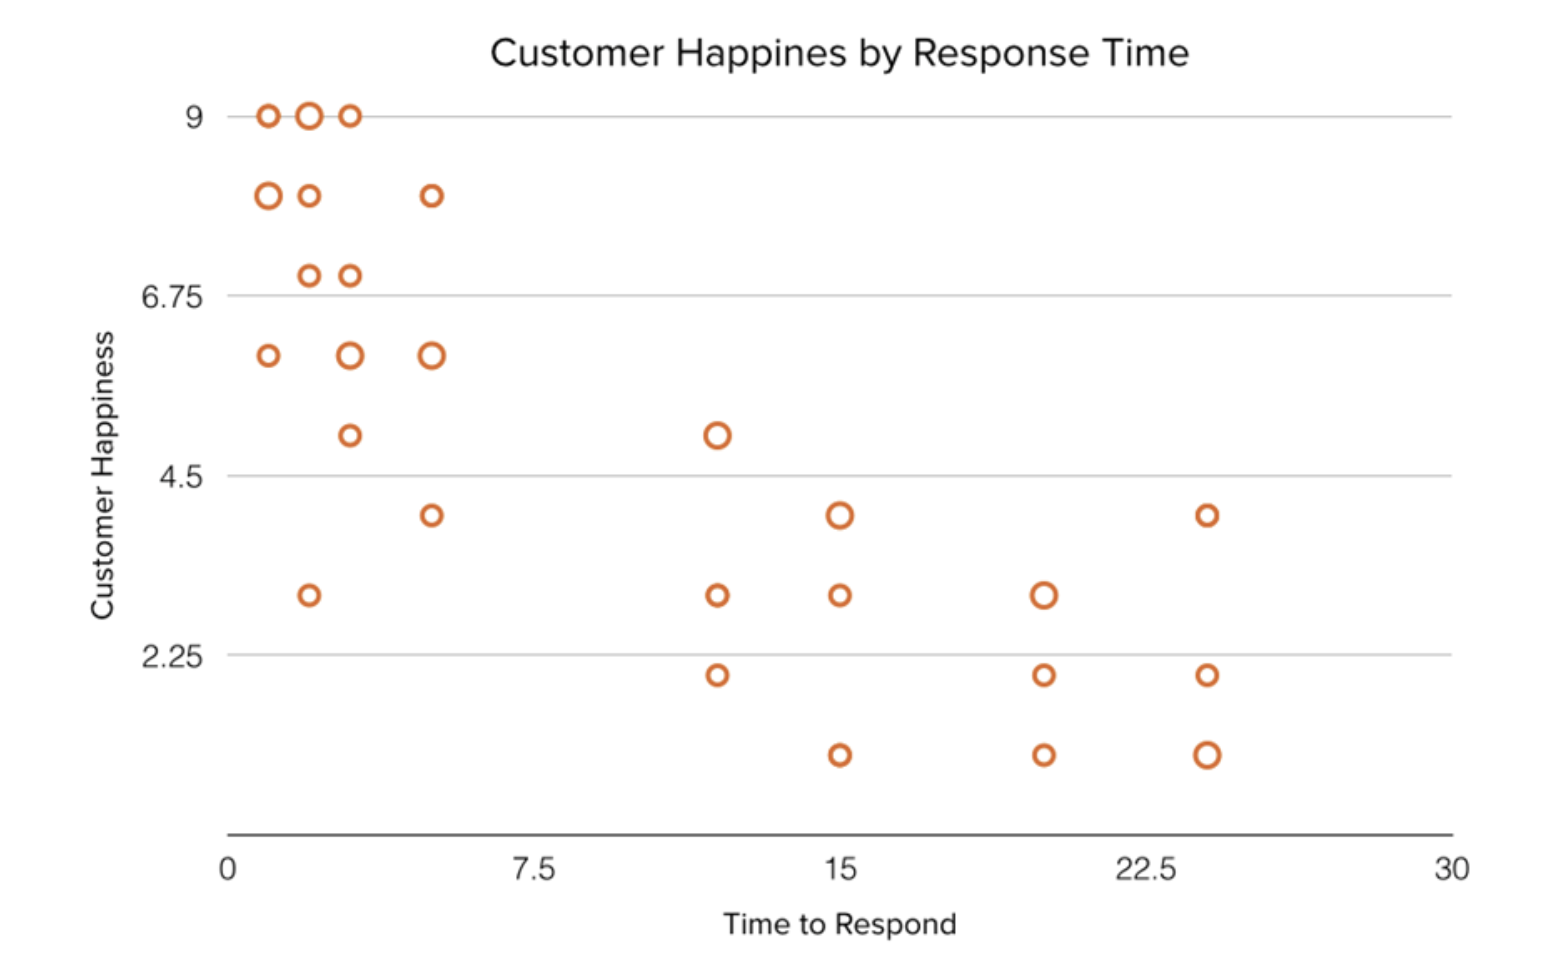 Customer Happines by Response Time
9
6.75
4.5
2.25
Customer Happiness
0 7.5 15 22.5 30
Time to Respond